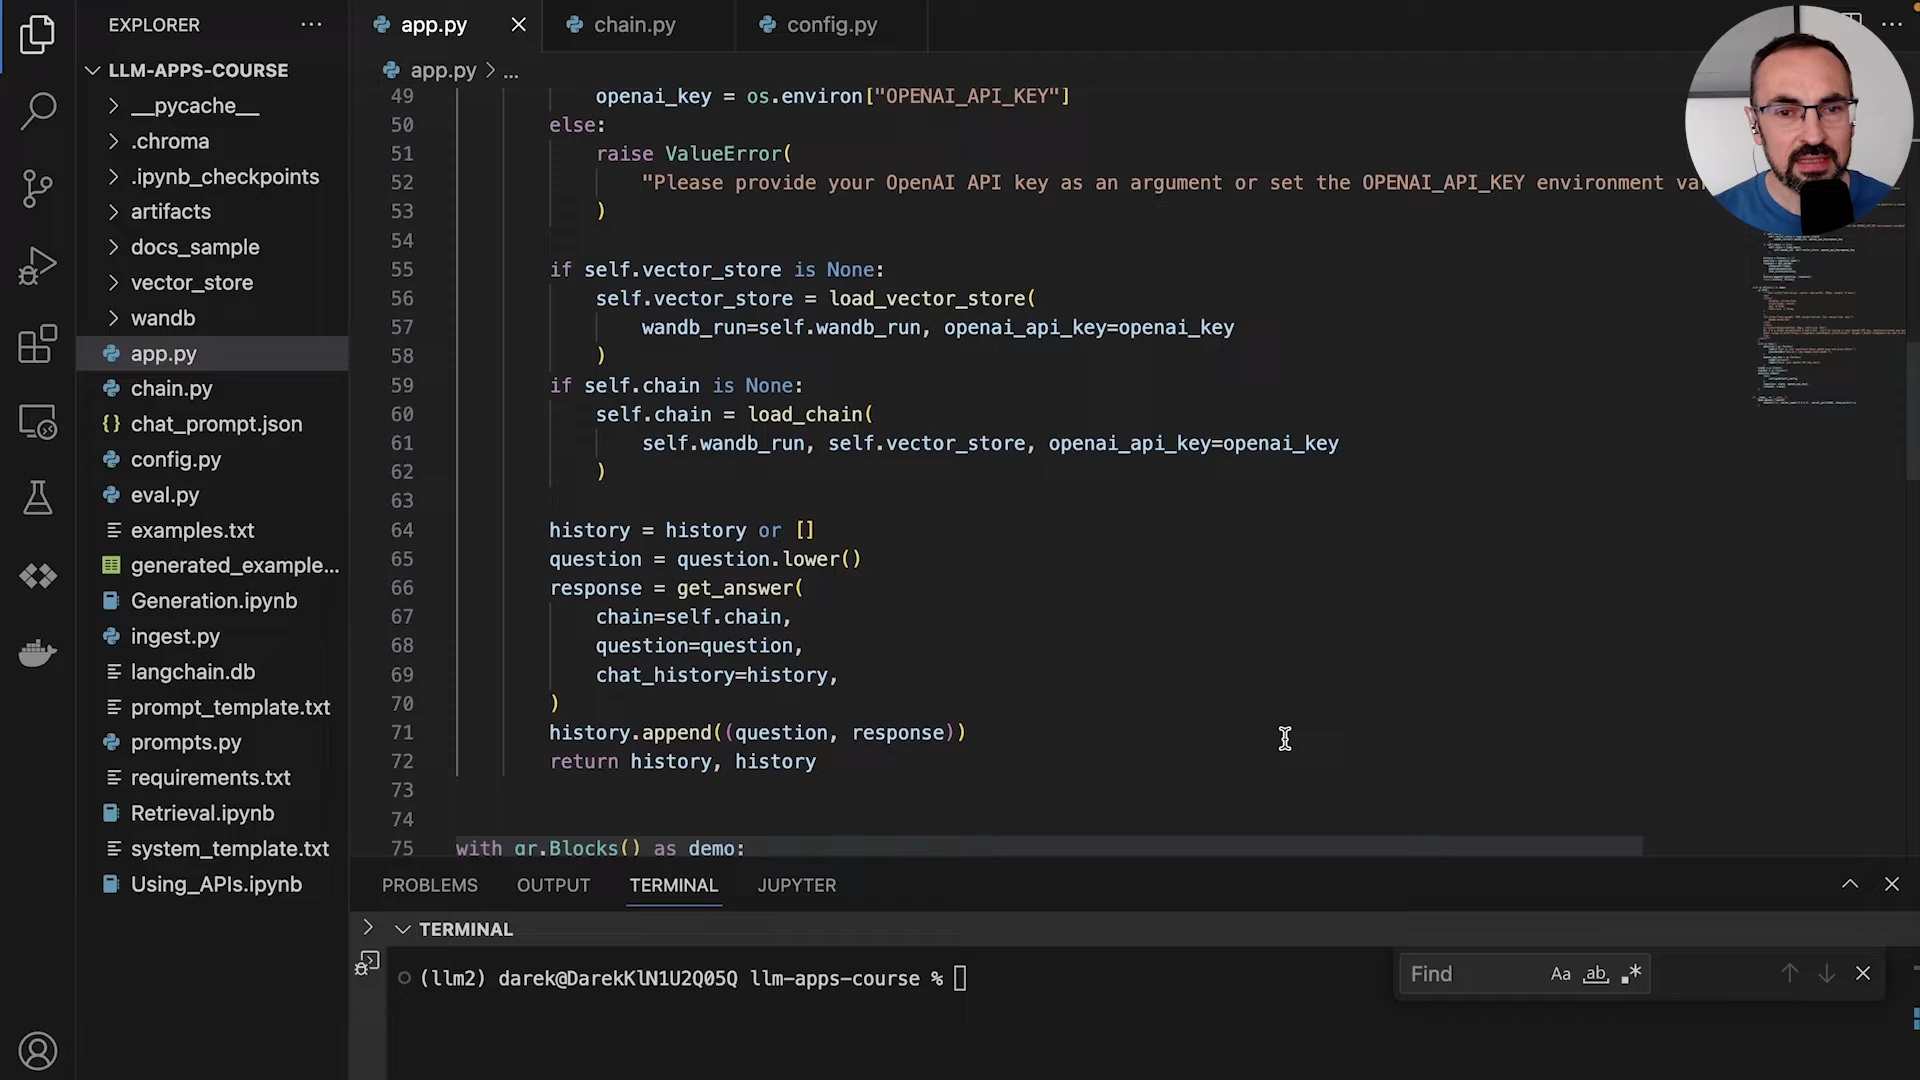 EXPLORER
LLM-APPS-COURSE
__pycache__
.chroma
.ipynb_checkpoints
artifacts
docs_sample
vector_store
wandb
app.py
chain.py
chat_prompt.json
config.py
eval.py
examples.txt
generated_example...
Generation.ipynb
ingest.py
langchain.db
prompt_template.txt
prompts.py
requirements.txt
Retrieval.ipynb
system_template.txt
Using_APIs.ipynb
app.py chain.py config.py
app.py > ...
49 openai_key = os.environ["OPENAI_API_KEY"]
50 else:
51 raise ValueError(
52 "Please provide your OpenAI API key as an argument or set the OPENAI_API_KEY environment va
53 )
54
55 if self.vector_store is None:
56 self.vector_store = load_vector_store(
57 wandb_run=self.wandb_run, openai_api_key=openai_key
58 )
59 if self.chain is None:
60 self.chain = load_chain(
61 self.wandb_run, self.vector_store, openai_api_key=openai_key
62 )
63
64 history = history or []
65 question = question.lower()
66 response = get_answer(
67 chain=self.chain,
68 question=question,
69 chat_history=history,
70 )
71 history.append((question, response))
72 return history, history
73
74
75 with gr.Blocks() as demo:
PROBLEMS OUTPUT TERMINAL JUPYTER
TERMINAL
(llm2) darek@DarekKlN1U2Q05Q llm-apps-course %
Find Aa ab .*